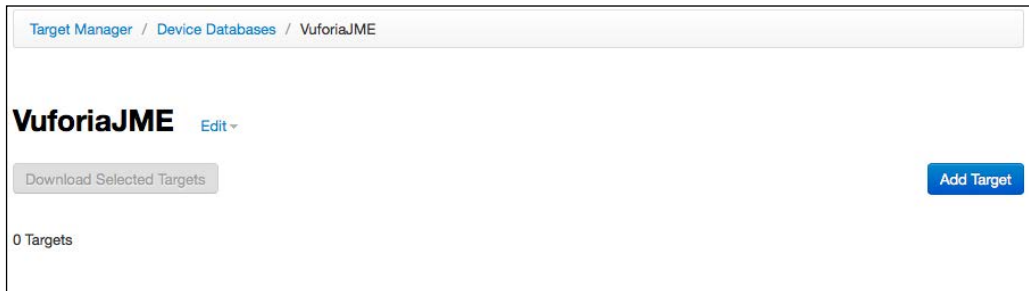 Target Manager / Device Databases / VuforiaJME
VuforiaJME Edit
Download Selected Targets Add Target
0 Targets